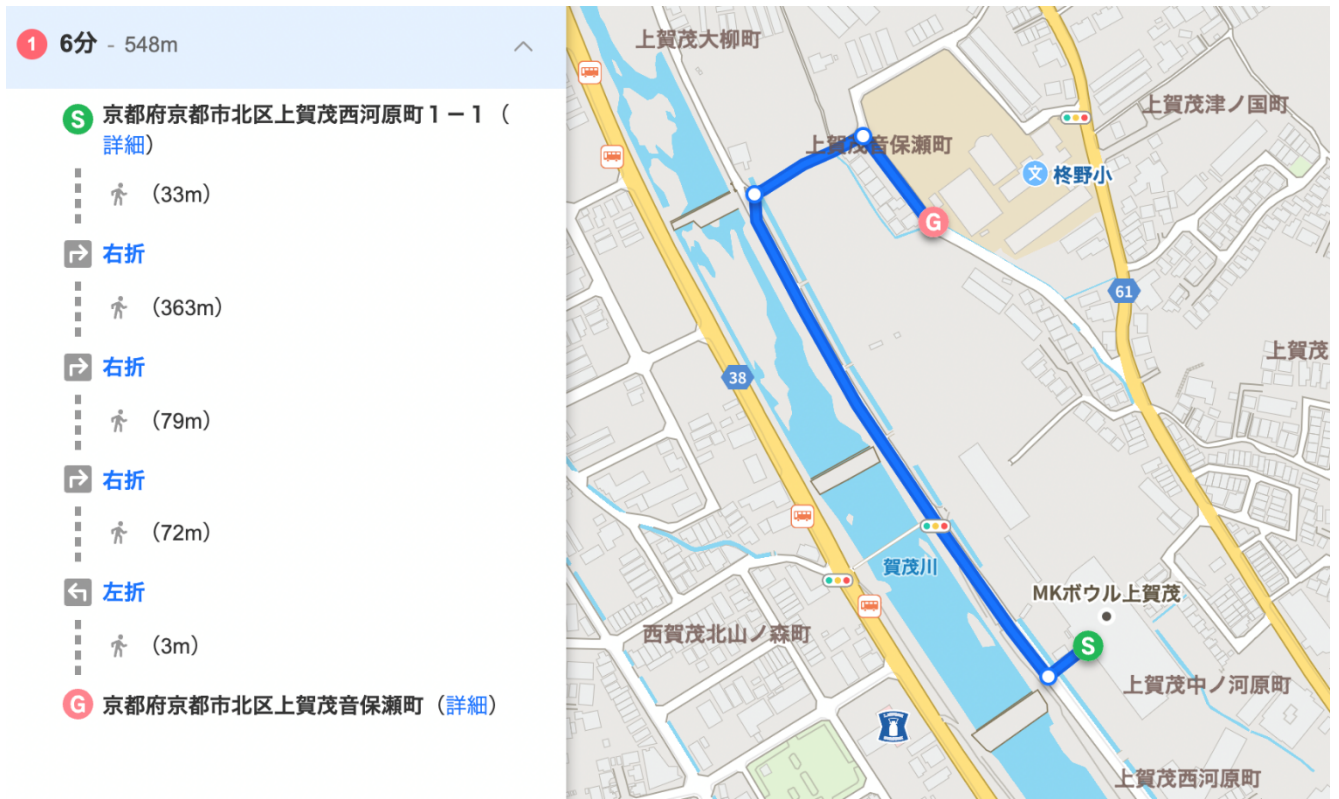 1 6分 - 548m
S 京都府京都市北区上賀茂西河原町1－1 （
詳細）
（33m）
右折
（363m）
右折
（79m）
右折
（72m）
左折
（3m）
G 京都府京都市北区上賀茂音保瀬町（詳細）
上賀茂大柳町
上賀茂津ノ国町
上賀茂音保瀬町
文 柊野小
G
61
上賀茂
38
賀茂川
MKボウル上賀茂
S
西賀茂北山ノ森町
上賀茂中ノ河原町
上賀茂西河原町